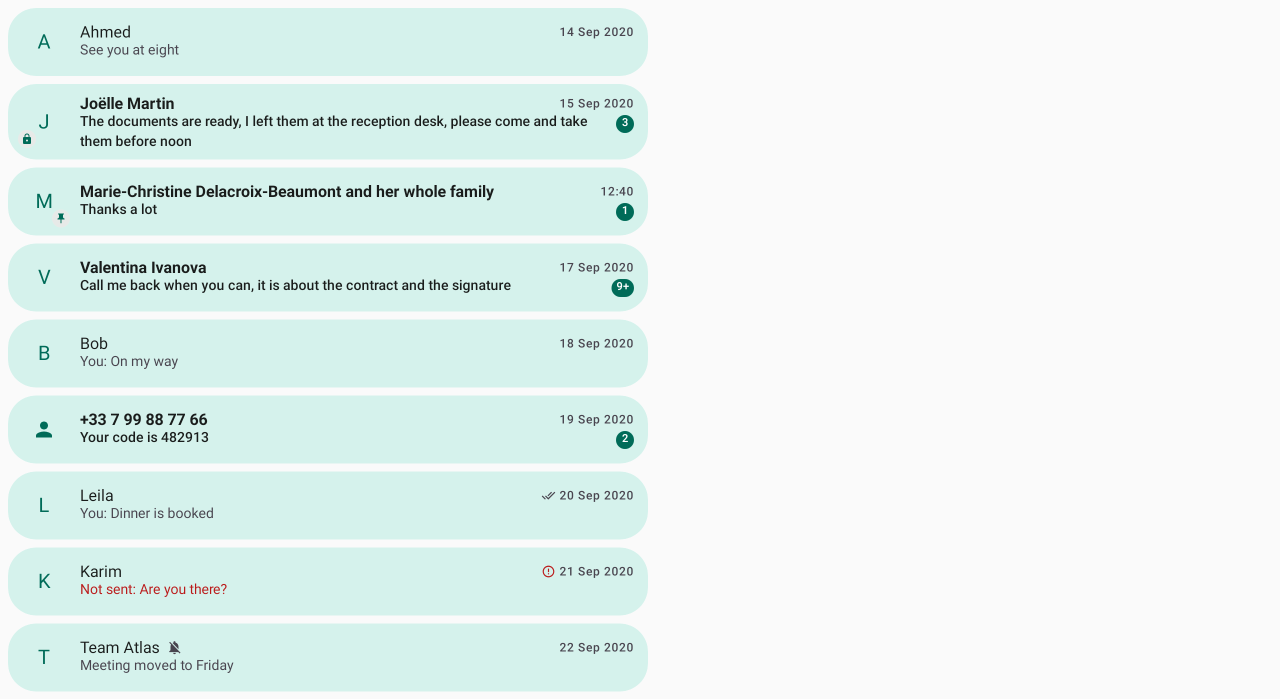 A
Ahmed
14 Sep 2020
See you at eight
J
Joëlle Martin
15 Sep 2020
The documents are ready, I left them at the reception desk, please come and take
3
them before noon
M
Marie-Christine Delacroix-Beaumont and her whole family
12:40
Thanks a lot
1
V
Valentina Ivanova
17 Sep 2020
Call me back when you can, it is about the contract and the signature
9+
B
Bob
18 Sep 2020
You: On my way
+33 7 99 88 77 66
19 Sep 2020
Your code is 482913
2
L
Leila
20 Sep 2020
You: Dinner is booked
K
Karim
21 Sep 2020
Not sent: Are you there?
T
Team Atlas
22 Sep 2020
Meeting moved to Friday